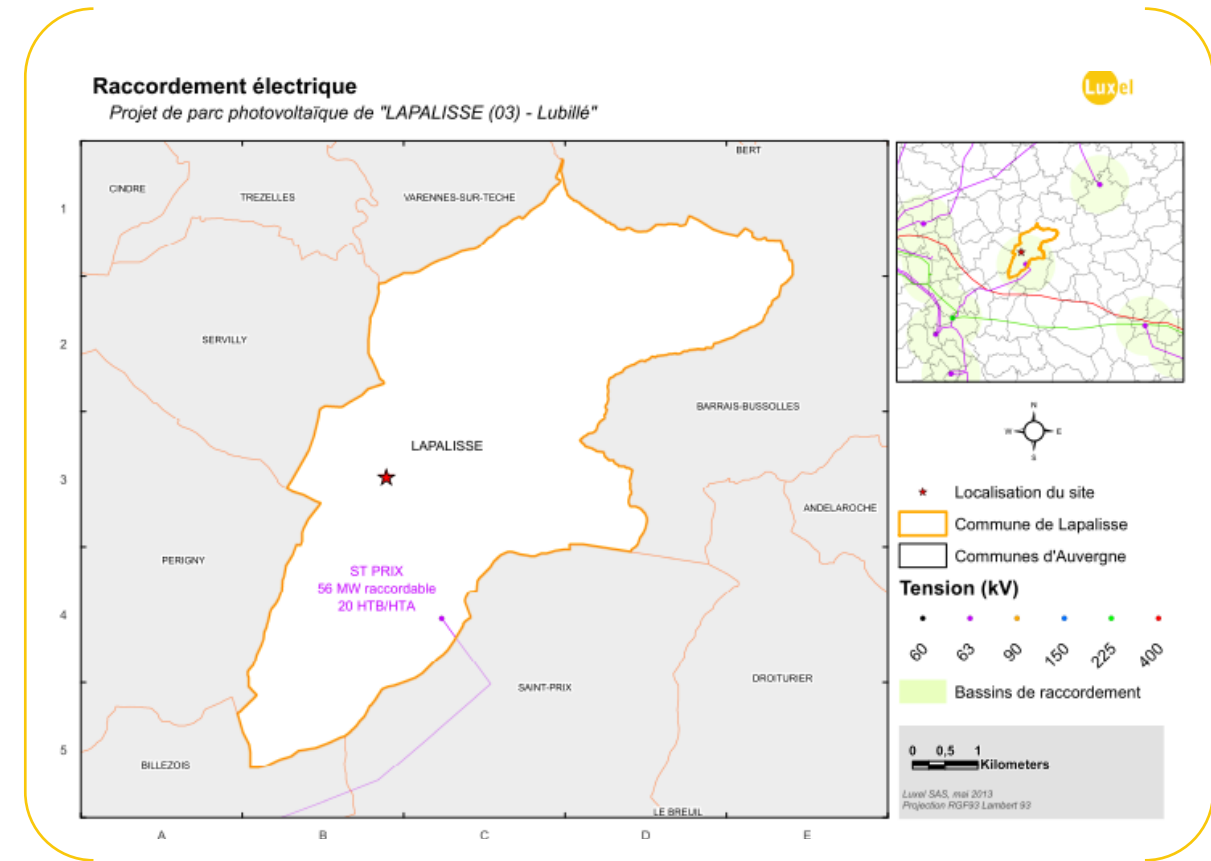 Raccordement électrique
Projet de parc photovoltaïque de "LAPALISSE (03) - Lubillé"
Luxel
BERT
CINDRE
TREZELLES
VARENNES-SUR-TECHE
1
SERVILLY
2
BARRAIS-BUSSOLLES
LAPALISSE
3
ANDELAROCHE
PERIGNY
ST PRIX
56 MW raccordable
20 HTB/HTA
4
SAINT-PRIX
DROITURIER
5
BILLEZOIS
LE BREUIL
A B C D E
N
W E
S
Localisation du site
Commune de Lapalisse
Communes d'Auvergne
Tension (kV)
60 63 90 150 225 400
Bassins de raccordement
0 0,5 1
Kilometers
Luxel SAS, mai 2013
Projection RGF93 Lambert 93